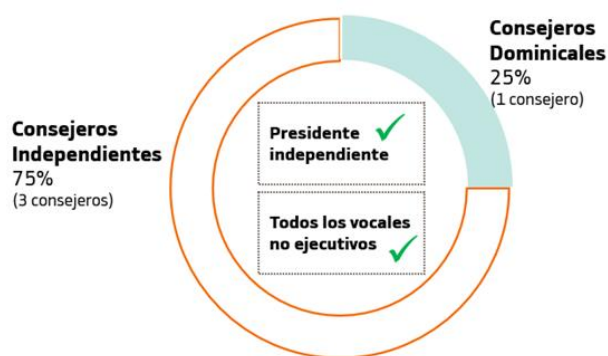 Consejeros
Dominicales
25%
(1 consejero)
Consejeros
Independientes
75%
(3 consejeros)
Presidente
independiente
Todos los vocales
no ejecutivos